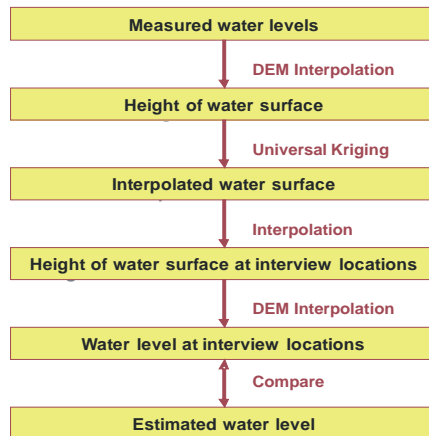 Measured water levels
DEM Interpolation
Height of water surface
Universal Kriging
Interpolated water surface
Interpolation
Height of water surface at interview locations
DEM Interpolation
Water level at interview locations
Compare
Estimated water level